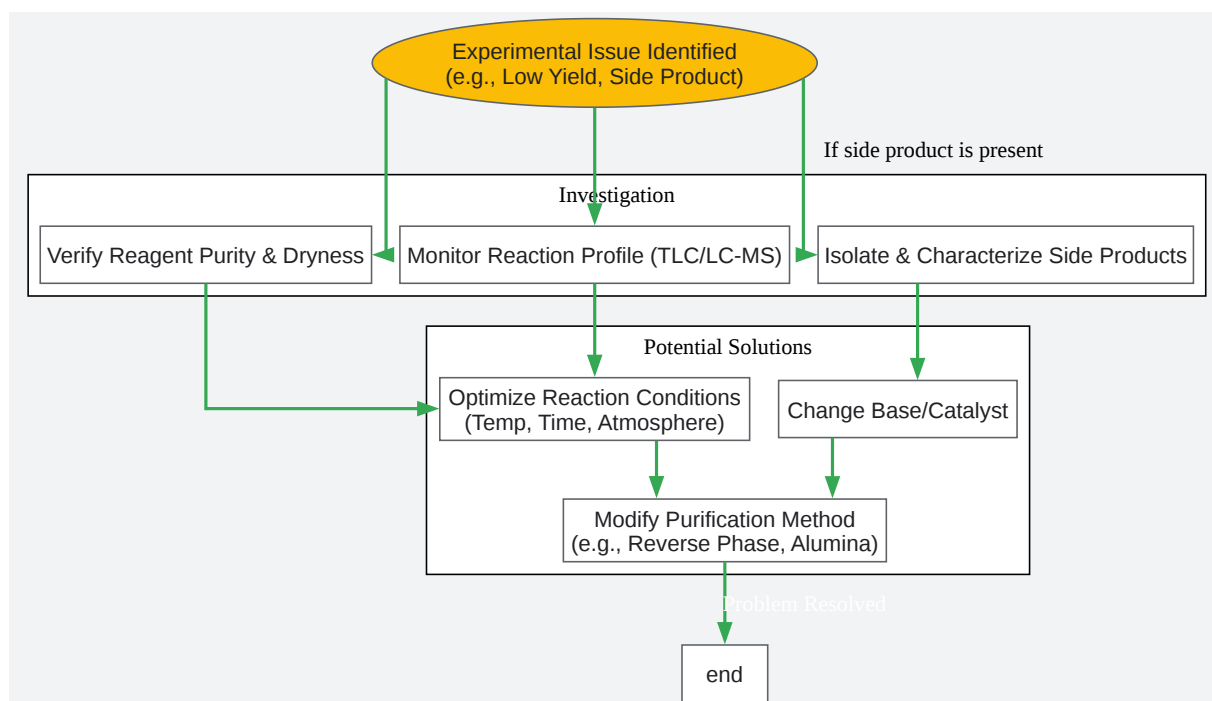 Experimental Issue Identified
(e.g., Low Yield, Side Product)
If side product is present
Investigation
Verify Reagent Purity & Dryness
Monitor Reaction Profile (TLC/LC-MS)
Isolate & Characterize Side Products
Potential Solutions
Optimize Reaction Conditions
(Temp, Time, Atmosphere)
Change Base/Catalyst
Modify Purification Method
(e.g., Reverse Phase, Alumina)
Problem Resolved
end